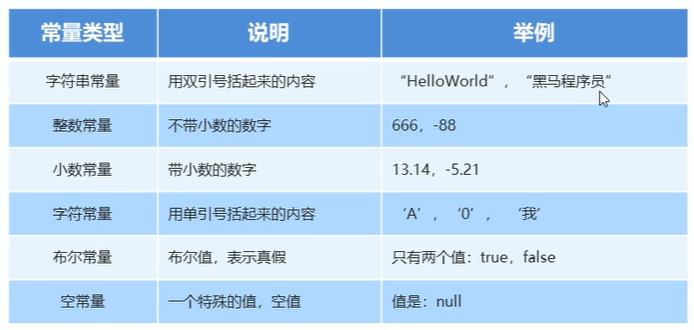 常量类型 说明 举例
字符串常量 用双引号括起来的内容 “HelloWorld”，“黑马程序员”
整数常量 不带小数的数字 666，-88
小数常量 带小数的数字 13.14，-5.21
字符常量 用单引号括起来的内容 ‘A’，‘0’，‘我’
布尔常量 布尔值，表示真假 只有两个值：true，false
空常量 一个特殊的值，空值 值是：null